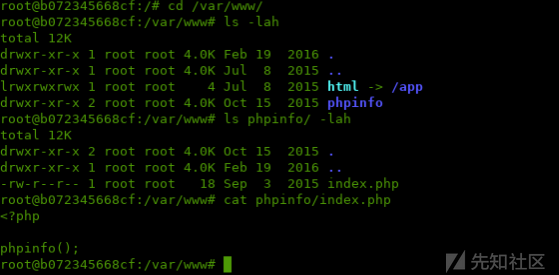 root@b072345668cf:/# cd /var/www/
root@b072345668cf:/var/www# ls -lah
total 12K
drwxr-xr-x 1 root root 4.0K Feb 19  2016 .
drwxr-xr-x 1 root root 4.0K Jul  8  2015 ..
lrwxrwxrwx 1 root root    4 Jul  8  2015 html -> /app
drwxr-xr-x 2 root root 4.0K Oct 15  2015 phpinfo
root@b072345668cf:/var/www# ls phpinfo/ -lah
total 12K
drwxr-xr-x 2 root root 4.0K Oct 15  2015 .
drwxr-xr-x 1 root root 4.0K Feb 19  2016 ..
-rw-r--r-- 1 root root   18 Sep  3  2015 index.php
root@b072345668cf:/var/www# cat phpinfo/index.php
<?php
phpinfo();
root@b072345668cf:/var/www#
先知社区